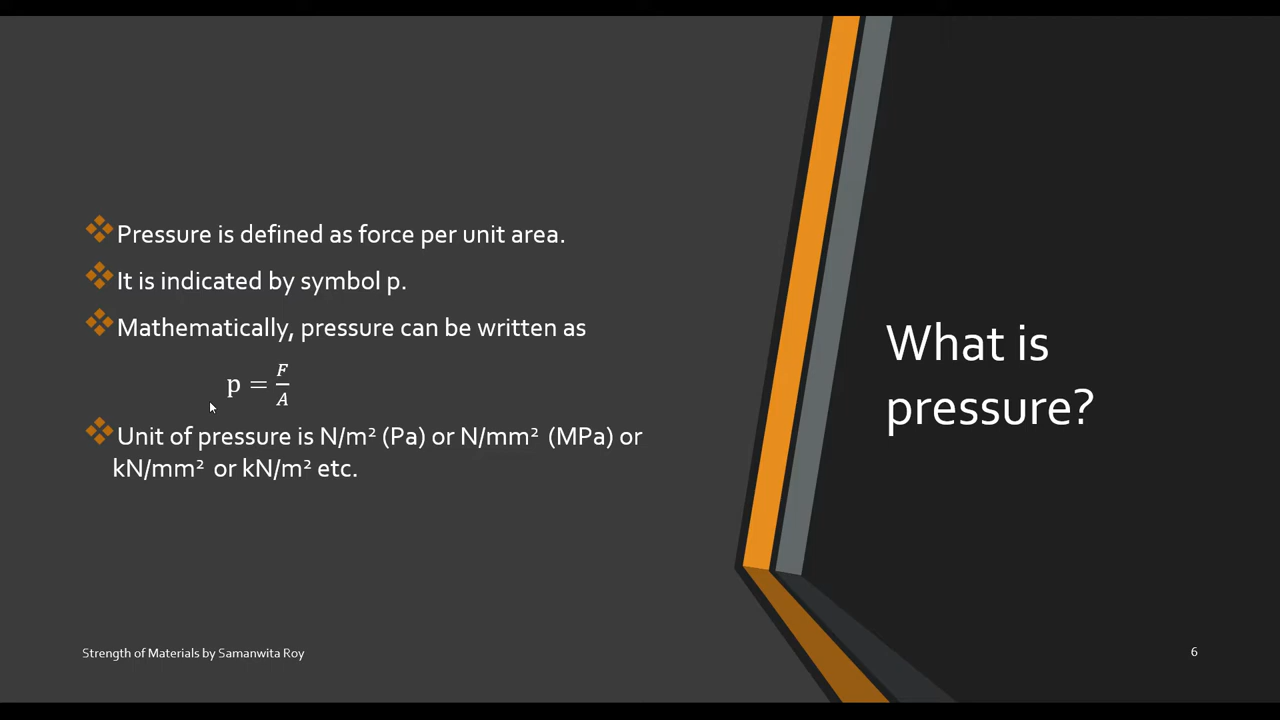 Pressure is defined as force per unit area.
It is indicated by symbol p.
Mathematically, pressure can be written as
p = F/A
Unit of pressure is N/m² (Pa) or N/mm² (MPa) or
kN/mm² or kN/m² etc.
What is
pressure?
Strength of Materials by Samanwita Roy
6